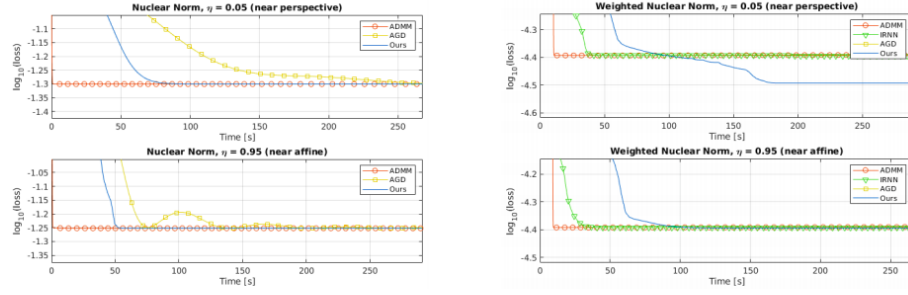 Nuclear Norm, η = 0.05 (near perspective)
log10(loss)
-1.1
-1.15
-1.2
-1.25
-1.3
-1.35
-1.4
ADMM
AGD
Ours
0 50 100 150 200 250
Time [s]
Weighted Nuclear Norm, η = 0.05 (near perspective)
log10(loss)
-4.3
-4.4
-4.5
-4.6
ADMM
IRNN
AGD
Ours
0 50 100 150 200 250
Time [s]
Nuclear Norm, η = 0.95 (near affine)
log10(loss)
-1.05
-1.1
-1.15
-1.2
-1.25
-1.3
-1.35
ADMM
AGD
Ours
0 50 100 150 200 250
Time [s]
Weighted Nuclear Norm, η = 0.95 (near affine)
log10(loss)
-4.2
-4.3
-4.4
-4.5
ADMM
IRNN
AGD
Ours
0 50 100 150 200 250
Time [s]